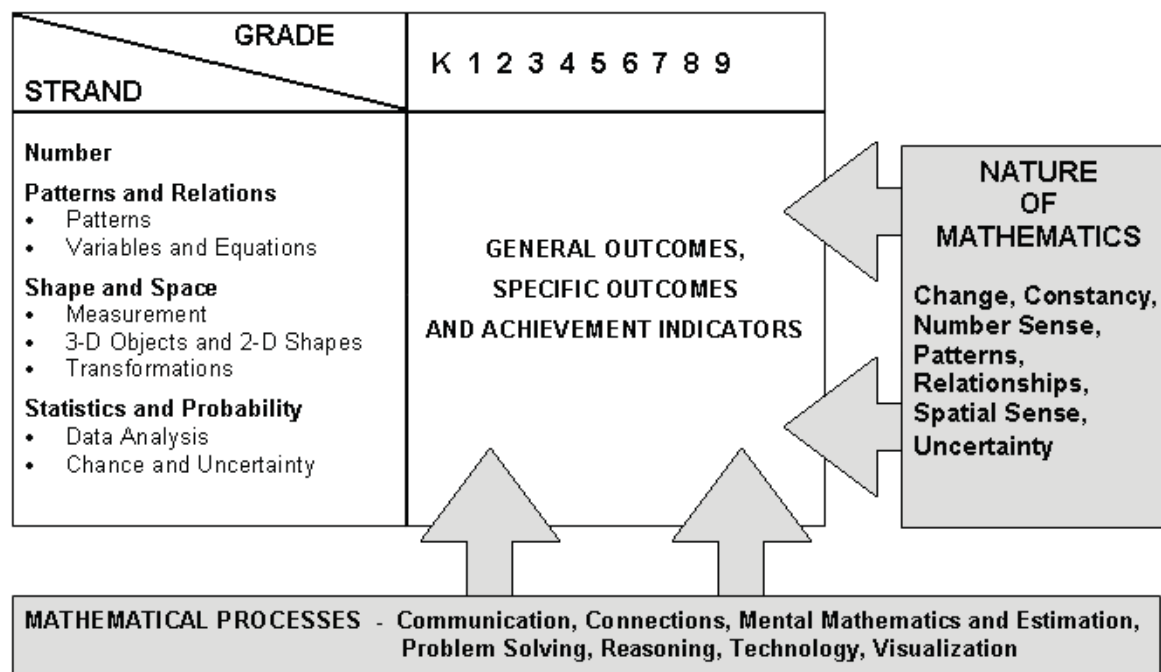 GRADE
STRAND
K 1 2 3 4 5 6 7 8 9
Number
Patterns and Relations
• Patterns
• Variables and Equations
Shape and Space
• Measurement
• 3-D Objects and 2-D Shapes
• Transformations
Statistics and Probability
• Data Analysis
• Chance and Uncertainty
GENERAL OUTCOMES,
SPECIFIC OUTCOMES
AND ACHIEVEMENT INDICATORS
NATURE
OF
MATHEMATICS
Change, Constancy,
Number Sense,
Patterns,
Relationships,
Spatial Sense,
Uncertainty
MATHEMATICAL PROCESSES - Communication, Connections, Mental Mathematics and Estimation,
Problem Solving, Reasoning, Technology, Visualization